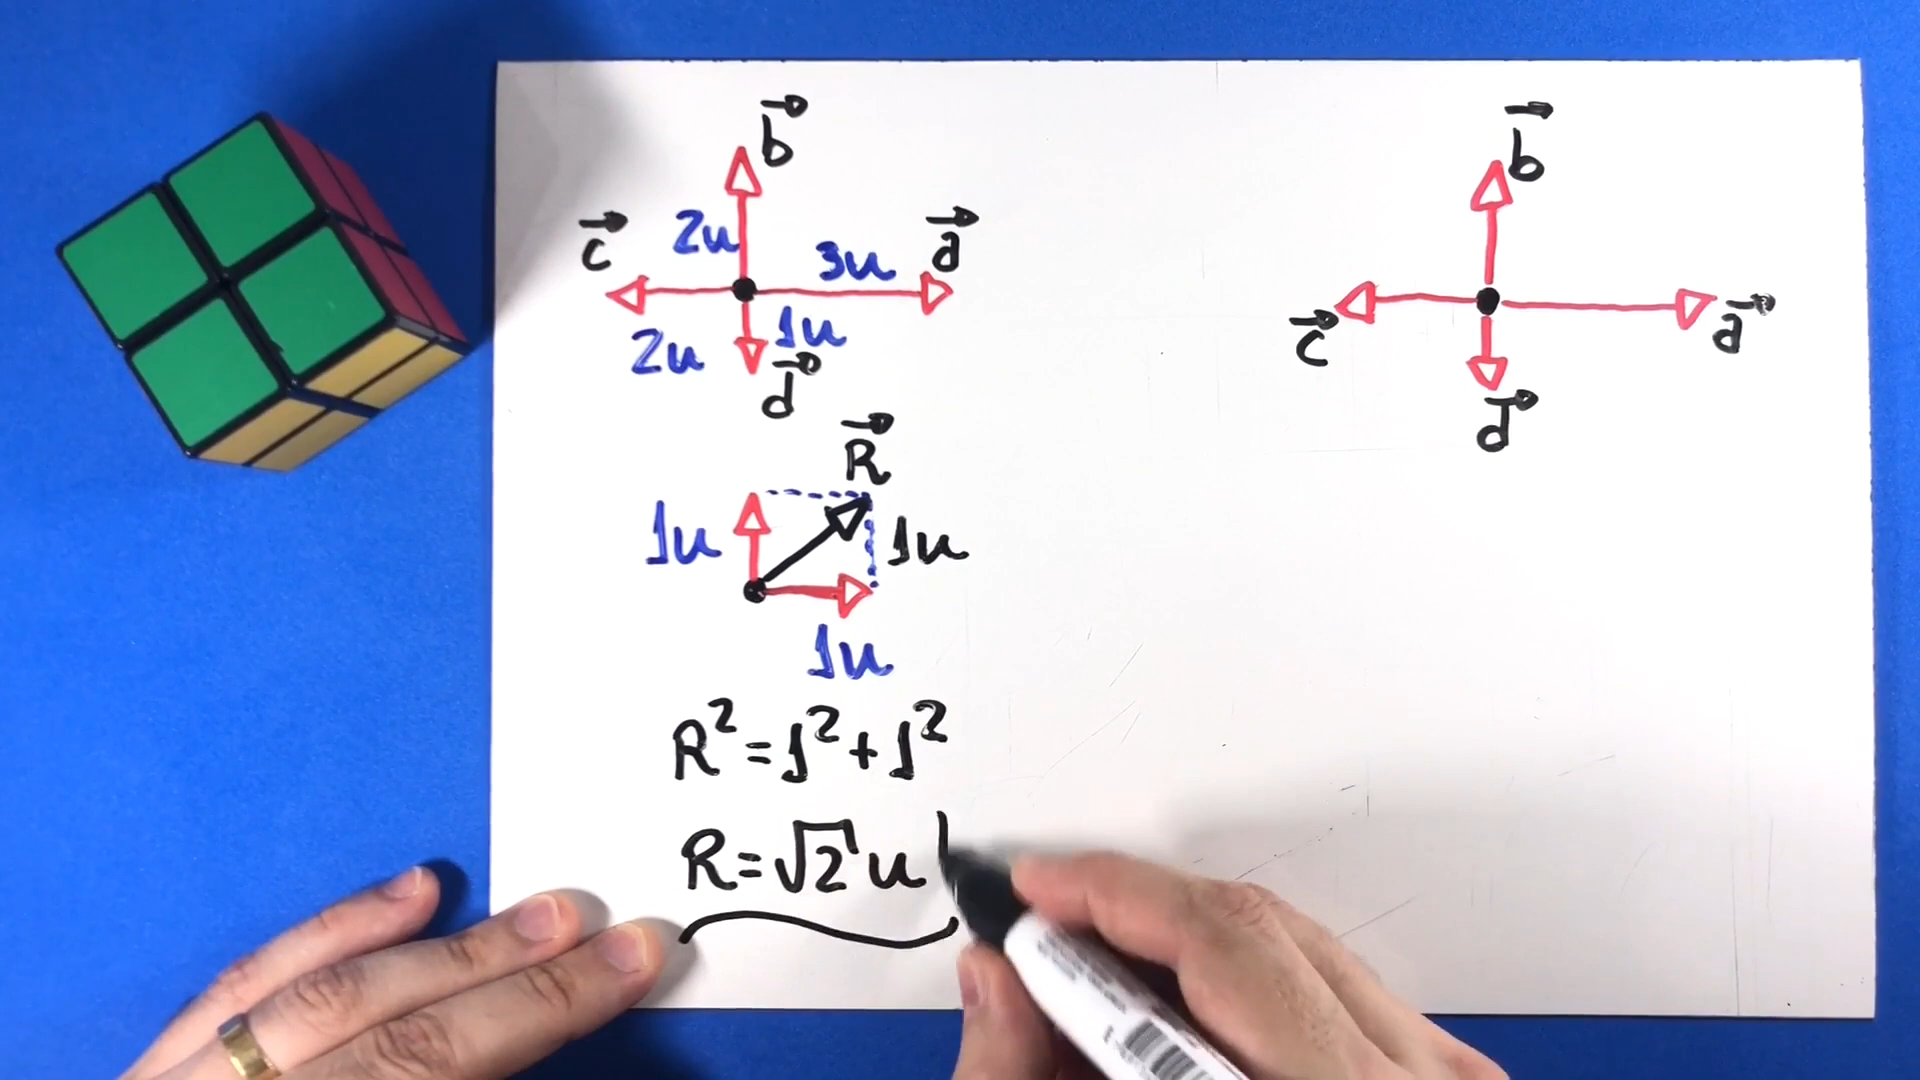 b⃗
2u
c⃗
3u
a⃗
2u
1u
d⃗
R⃗
1u
1u
1u
R²=1²+1²
R=√2 u
b⃗
c⃗
a⃗
d⃗